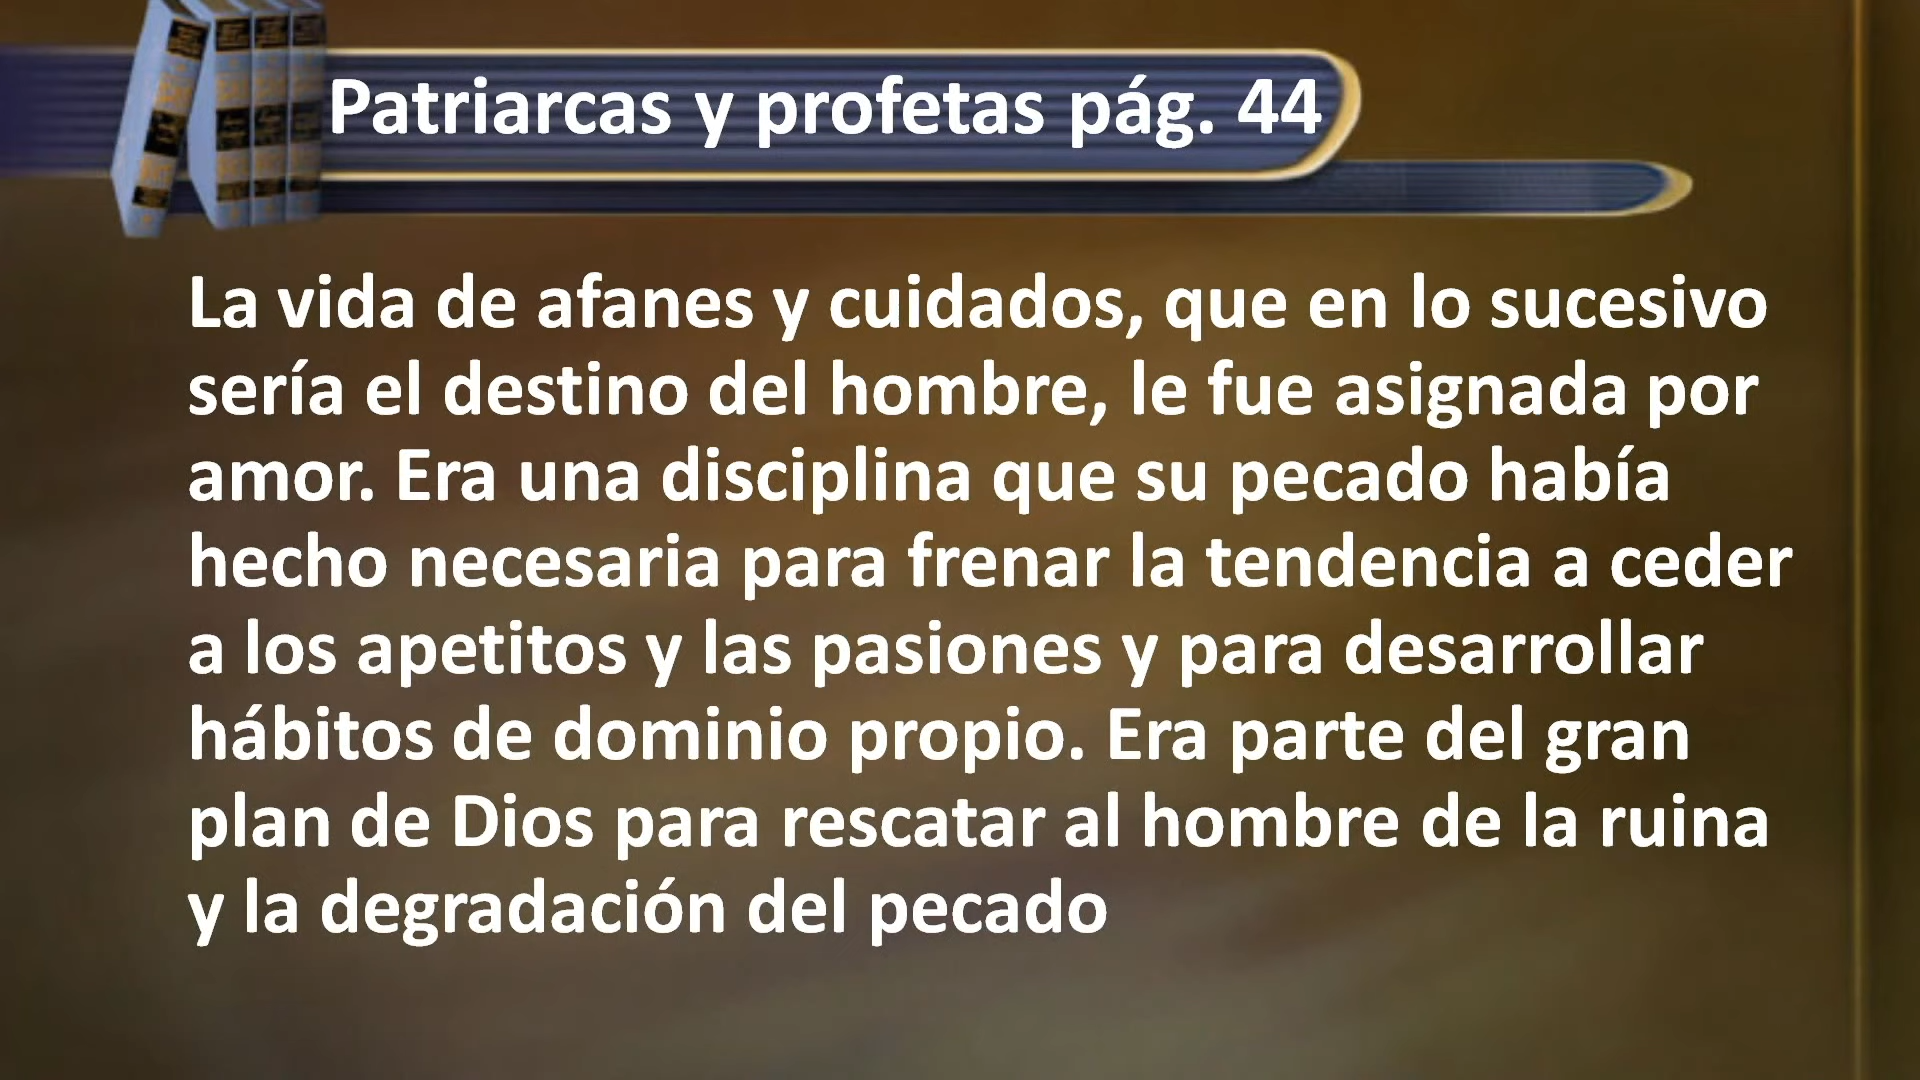 Patriarcas y profetas pág. 44
La vida de afanes y cuidados, que en lo sucesivo
sería el destino del hombre, le fue asignada por
amor. Era una disciplina que su pecado había
hecho necesaria para frenar la tendencia a ceder
a los apetitos y las pasiones y para desarrollar
hábitos de dominio propio. Era parte del gran
plan de Dios para rescatar al hombre de la ruina
y la degradación del pecado